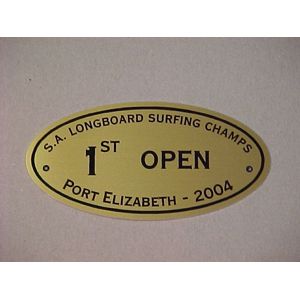 S.A. LONGBOARD SURFING CHAMPS
1ST OPEN
PORT ELIZABETH - 2004